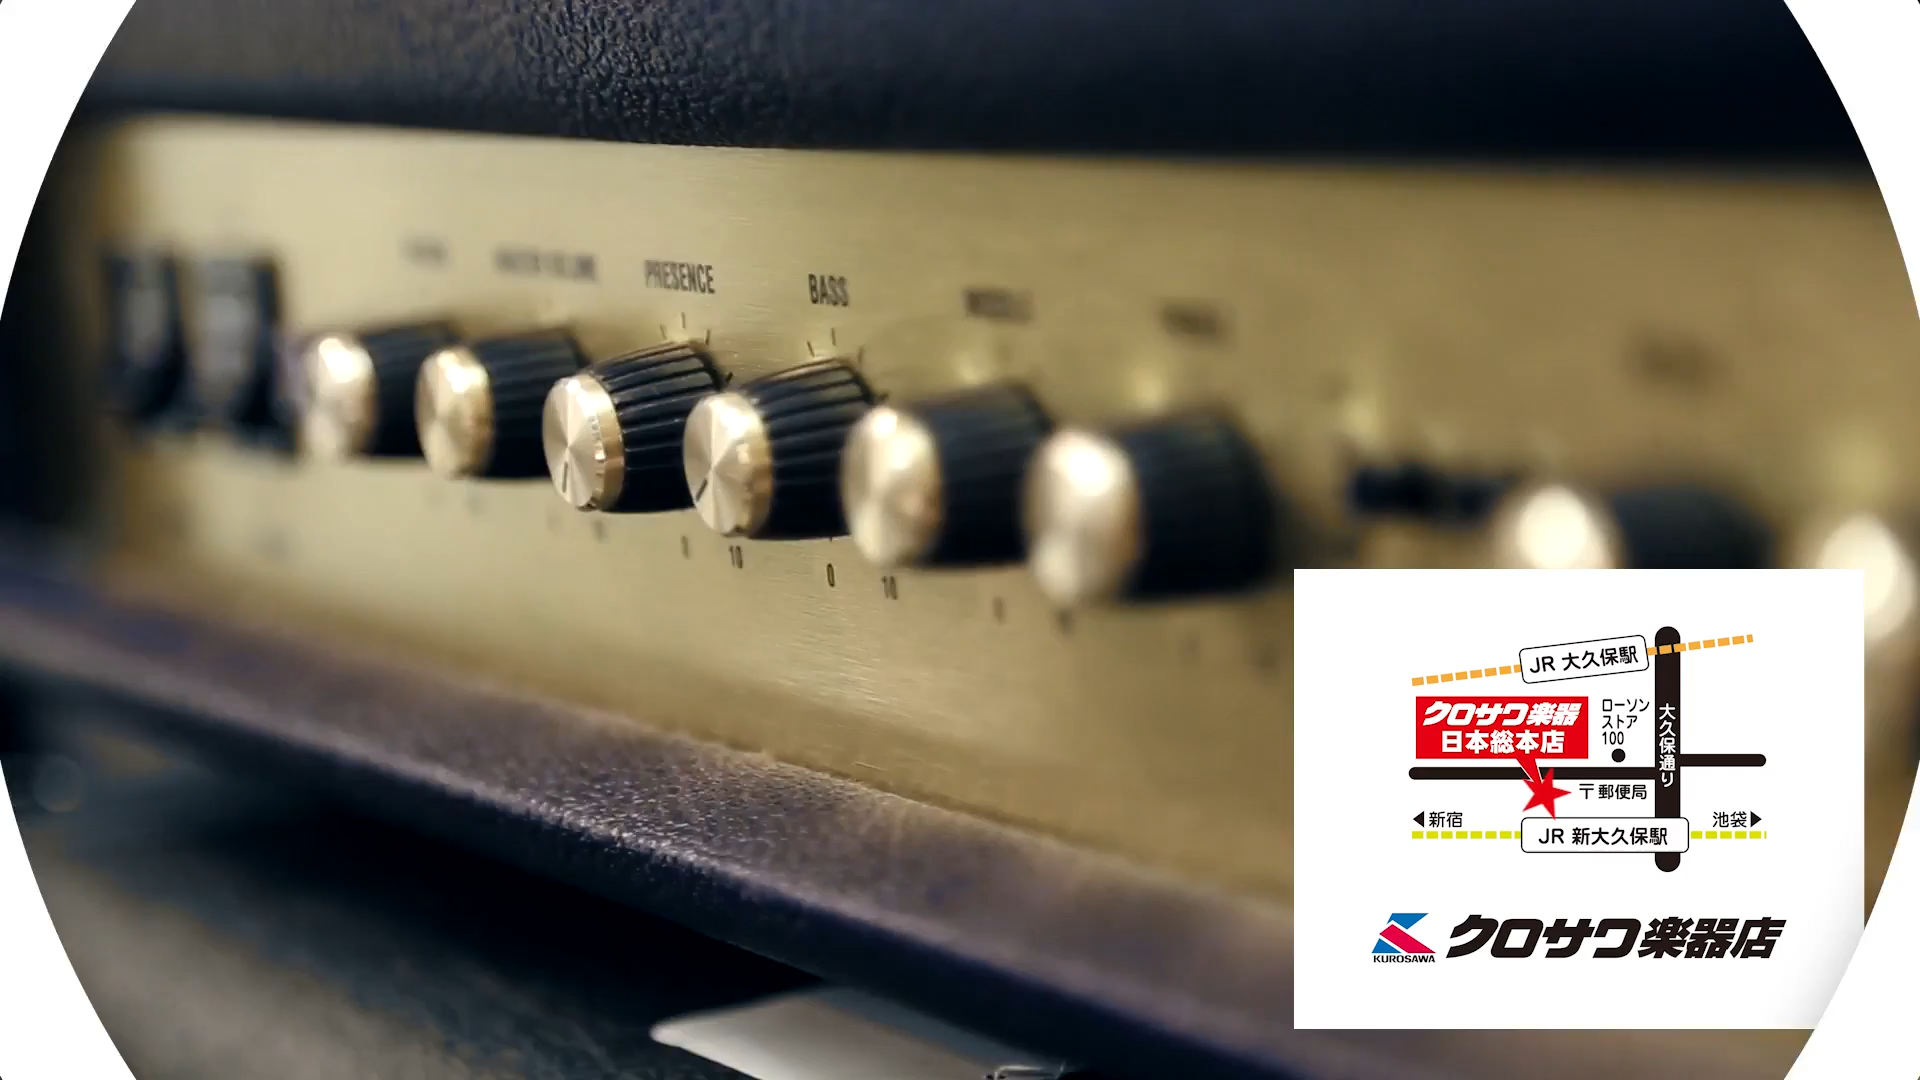 PRESENCE
BASS
10
0
10
JR 大久保駅
クロサワ楽器
日本総本店
ローソン
ストア
100
大久保通り
〒郵便局
◀新宿
池袋▶
JR 新大久保駅
KUROSAWA
クロサワ楽器店